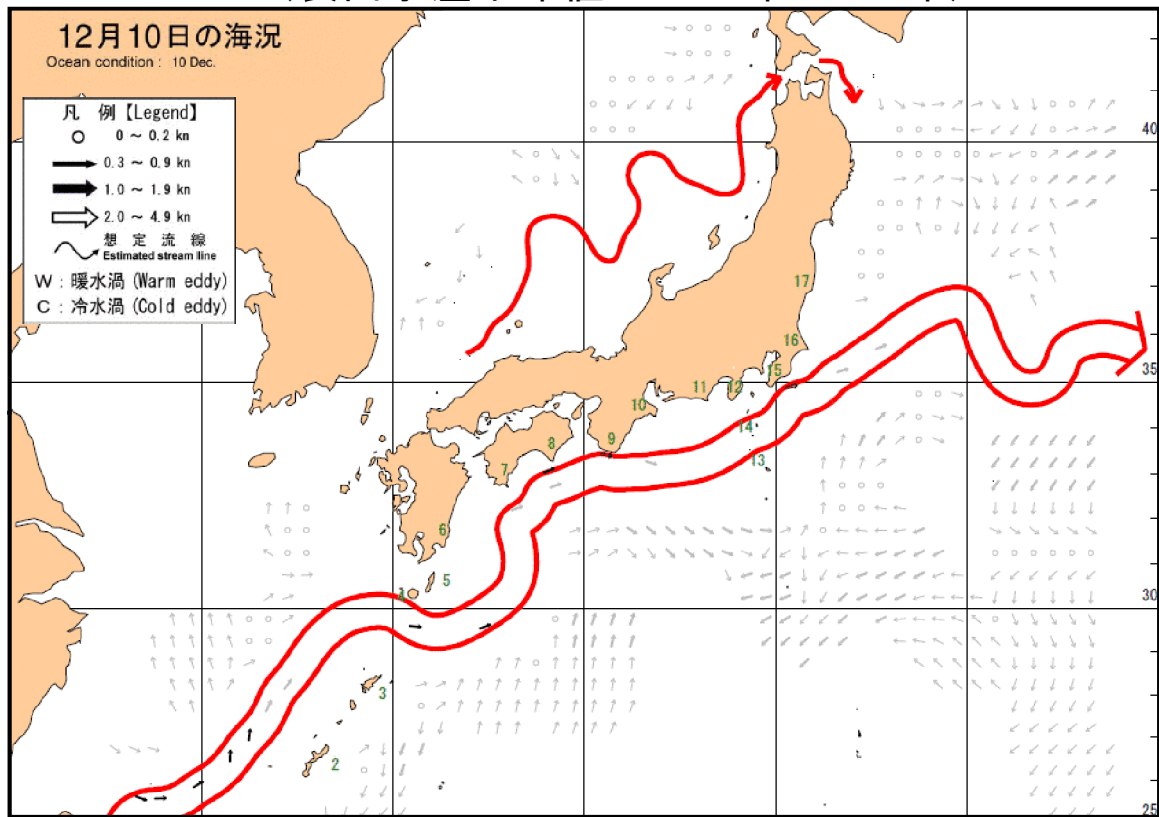 12月10日の海況
Ocean condition : 10 Dec.
凡 例【Legend】
0 ~ 0.2 kn
0.3 ~ 0.9 kn
1.0 ~ 1.9 kn
2.0 ~ 4.9 kn
想 定 流 線
Estimated stream line
W : 暖水渦 (Warm eddy)
C : 冷水渦 (Cold eddy)
40
17
16
15
35
12
11
10
14
9
8
13
7
6
5
30
4
3
2
25